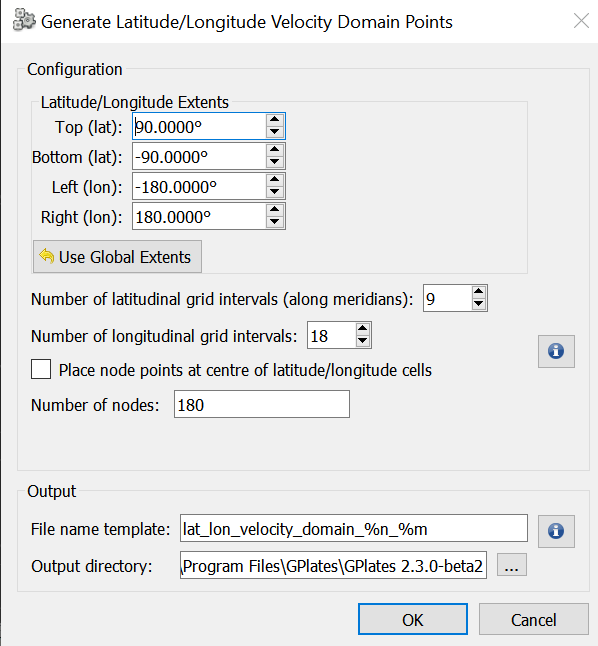 Generate Latitude/Longitude Velocity Domain Points
Configuration
Latitude/Longitude Extents
Top (lat): 90.0000°
Bottom (lat): -90.0000°
Left (lon): -180.0000°
Right (lon): 180.0000°
Use Global Extents
Number of latitudinal grid intervals (along meridians): 9
Number of longitudinal grid intervals: 18
Place node points at centre of latitude/longitude cells
Number of nodes: 180
Output
File name template: lat_lon_velocity_domain_%n_%m
Output directory: \Program Files\GPlates\GPlates 2.3.0-beta2 ...
OK Cancel